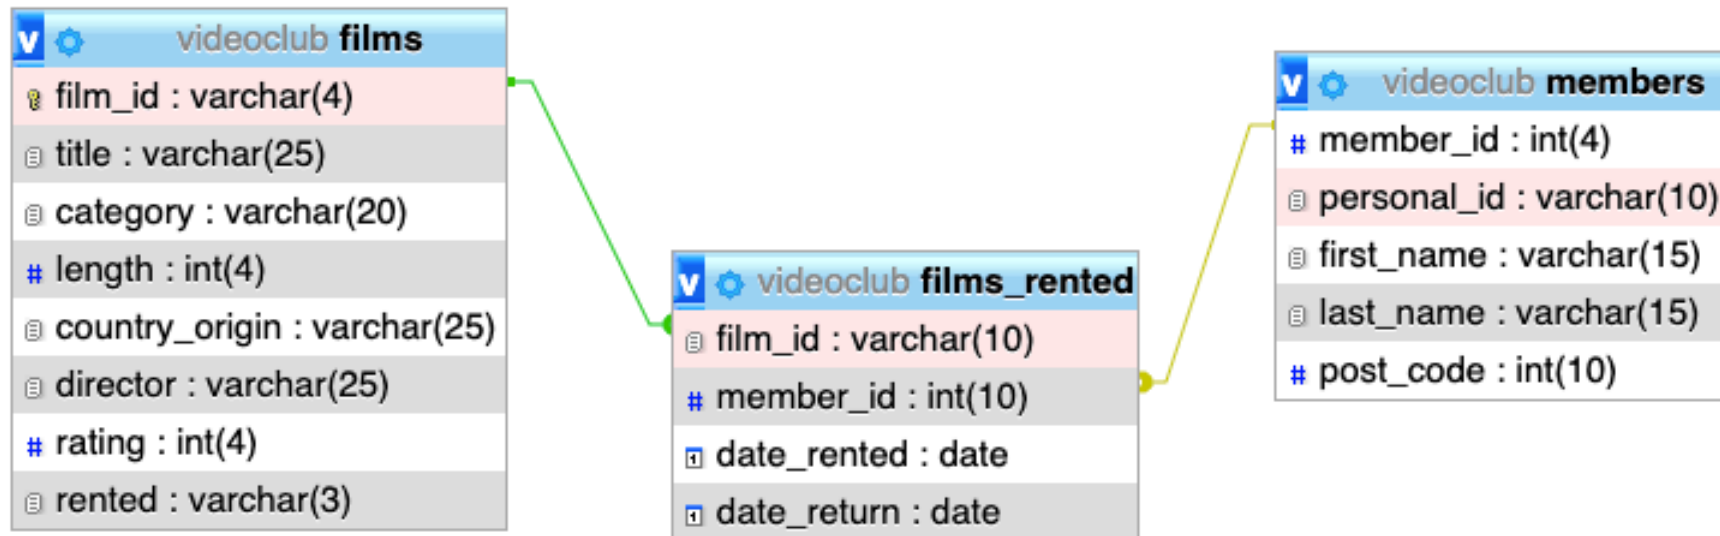 v videoclub films
film_id : varchar(4)
title : varchar(25)
category : varchar(20)
# length : int(4)
country_origin : varchar(25)
director : varchar(25)
# rating : int(4)
rented : varchar(3)
v videoclub films_rented
film_id : varchar(10)
# member_id : int(10)
date_rented : date
date_return : date
v videoclub members
# member_id : int(4)
personal_id : varchar(10)
first_name : varchar(15)
last_name : varchar(15)
# post_code : int(10)